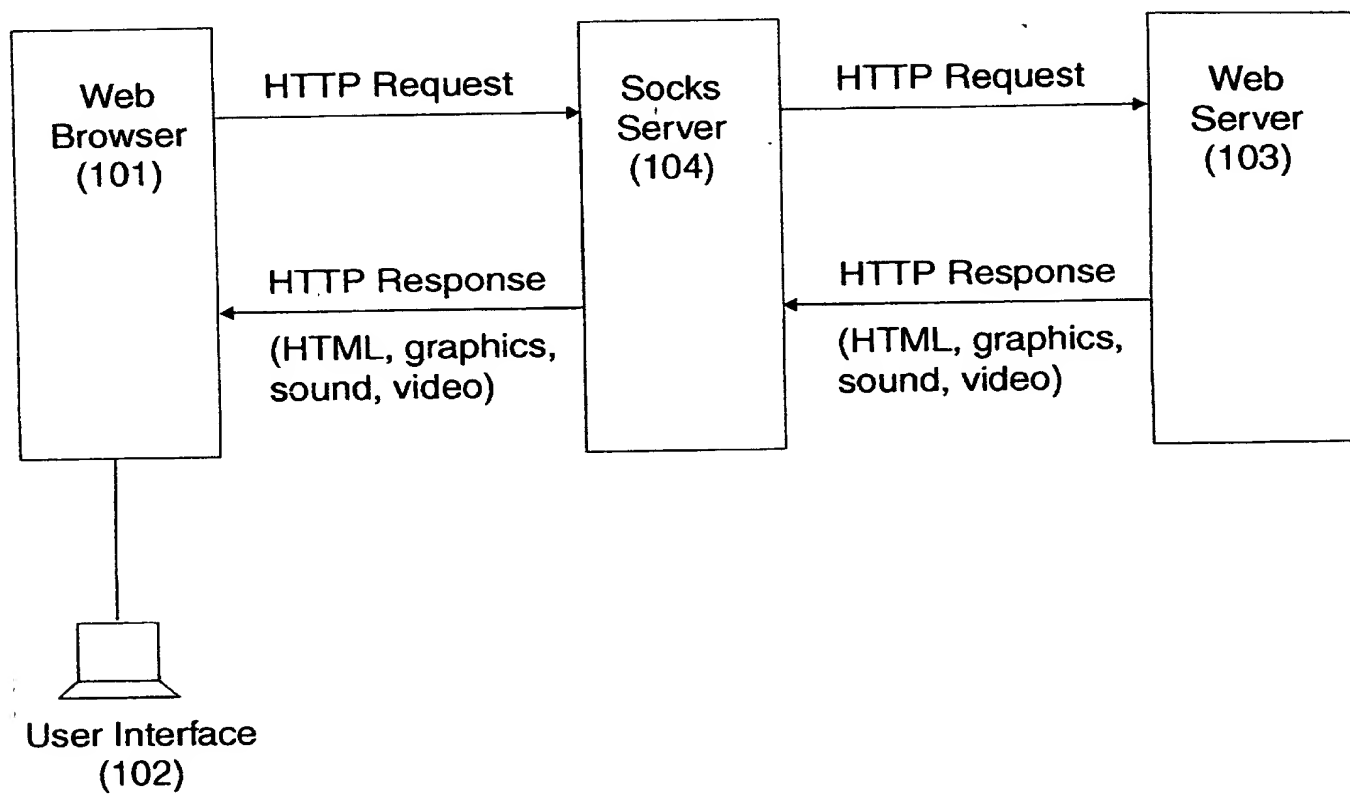 Web
Browser
(101)
HTTP Request
Socks
Server
(104)
HTTP Request
Web
Server
(103)
HTTP Response
(HTML, graphics,
sound, video)
HTTP Response
(HTML, graphics,
sound, video)
User Interface
(102)